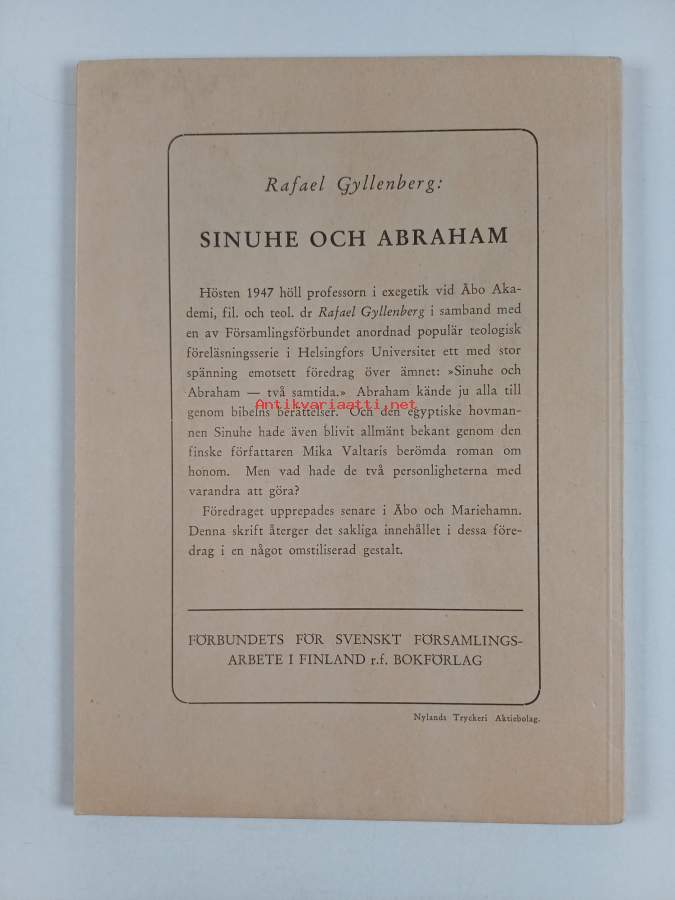 Rafael Gyllenberg:
SINUHE OCH ABRAHAM
Hösten 1947 höll professorn i exegetik vid Åbo Aka-
demi, fil. och teol. dr Rafael Gyllenberg i samband med
en av Församlingsförbundet anordnad populär teologisk
föreläsningsserie i Helsingfors Universitet ett med stor
spänning emotsett föredrag över ämnet: »Sinuhe och
Abraham — två samtida.» Abraham kände ju alla till
Antikvariaatti.net
genom bibelns berättelser. Och den egyptiske hovman-
nen Sinuhe hade även blivit allmänt bekant genom den
finske författaren Mika Valtaris berömda roman om
honom. Men vad hade de två personligheterna med
varandra att göra?
Föredraget upprepades senare i Åbo och Mariehamn.
Denna skrift återger det sakliga innehållet i dessa före-
drag i en något omstiliserad gestalt.
FÖRBUNDETS FÖR SVENSKT FÖRSAMLINGS-
ARBETE I FINLAND r.f. BOKFÖRLAG
Nylands Tryckeri Aktiebolag.